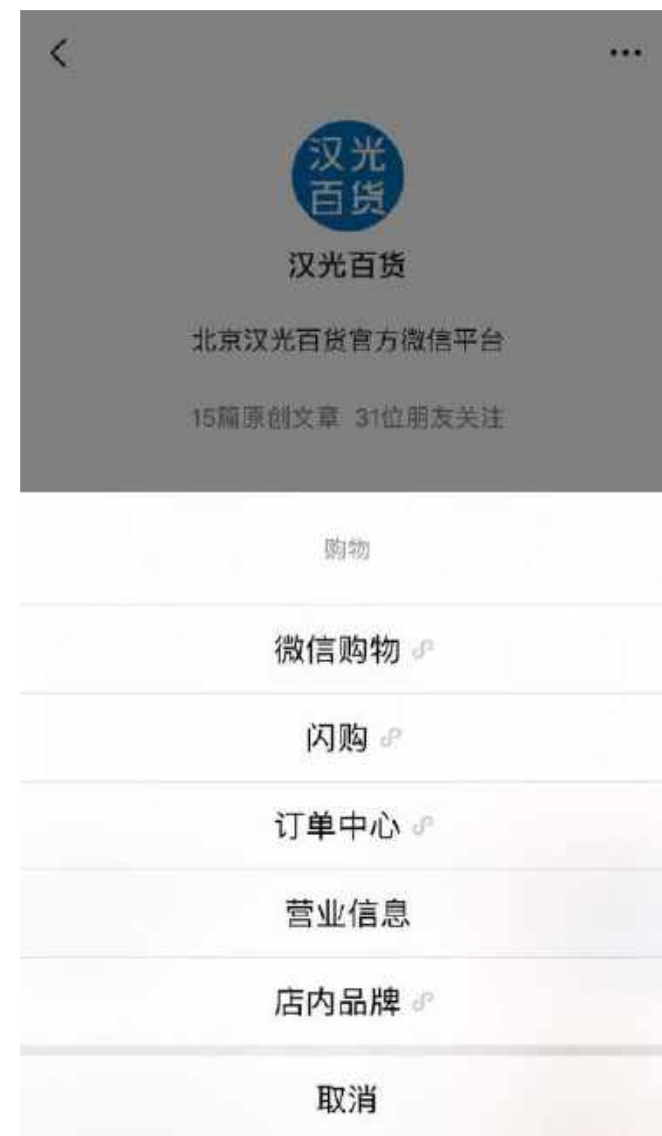 汉光
百货
汉光百货
北京汉光百货官方微信平台
15篇原创文章 31位朋友关注
购物
微信购物
闪购
订单中心
营业信息
店内品牌
取消